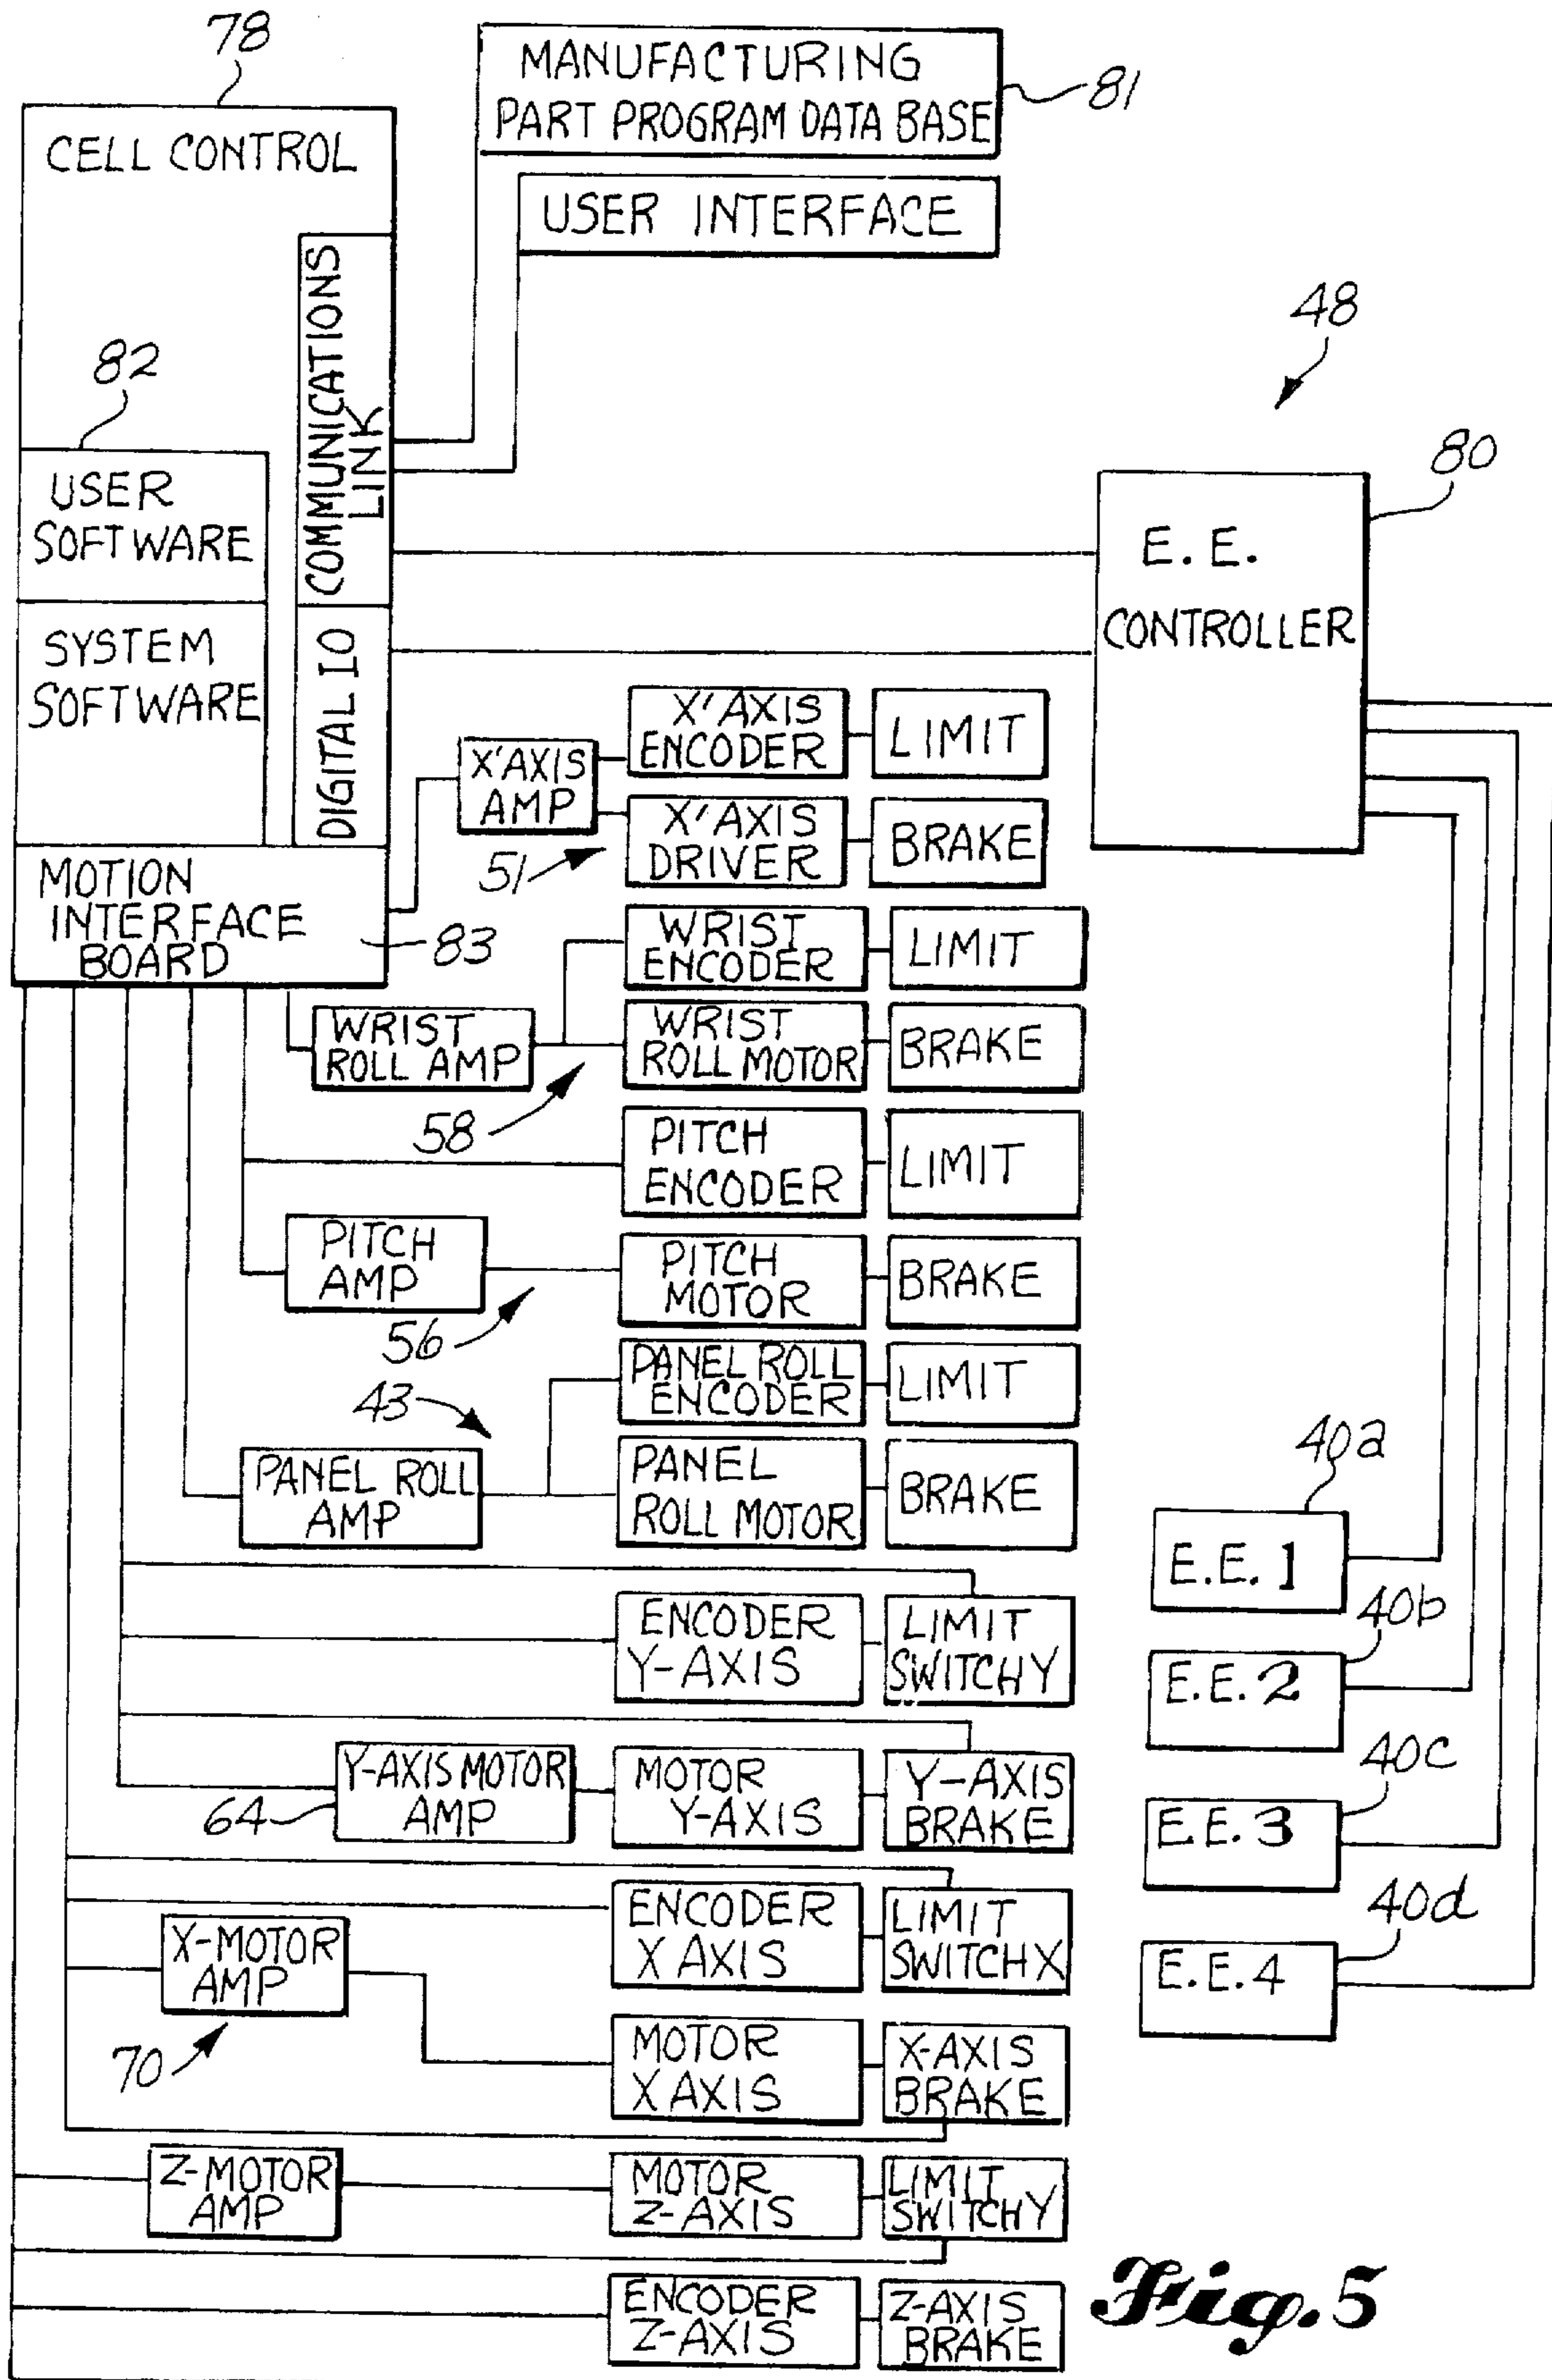 78
MANUFACTURING
PART PROGRAM DATA BASE
81
CELL CONTROL
USER INTERFACE
COMMUNICATIONS
LINK
48
82
80
USER
SOFTWARE
E.E.
CONTROLLER
SYSTEM
SOFTWARE
DIGITAL IO
X'AXIS
ENCODER
LIMIT
X'AXIS
AMP
X'AXIS
DRIVER
BRAKE
51
MOTION
INTERFACE
BOARD
83
WRIST
ENCODER
LIMIT
WRIST
ROLL AMP
WRIST
ROLL MOTOR
BRAKE
58
PITCH
ENCODER
LIMIT
PITCH
AMP
PITCH
MOTOR
BRAKE
56
PANEL ROLL
ENCODER
LIMIT
43
PANEL ROLL
AMP
PANEL
ROLL MOTOR
BRAKE
40a
E.E.1
ENCODER
Y-AXIS
LIMIT
SWITCHY
40b
E.E.2
Y-AXIS MOTOR
AMP
64
MOTOR
Y-AXIS
Y-AXIS
BRAKE
40c
E.E.3
ENCODER
X AXIS
LIMIT
SWITCHX
40d
E.E.4
X-MOTOR
AMP
70
MOTOR
X AXIS
X-AXIS
BRAKE
Z-MOTOR
AMP
MOTOR
Z-AXIS
LIMIT
SWITCHY
ENCODER
Z-AXIS
Z-AXIS
BRAKE
Fig. 5